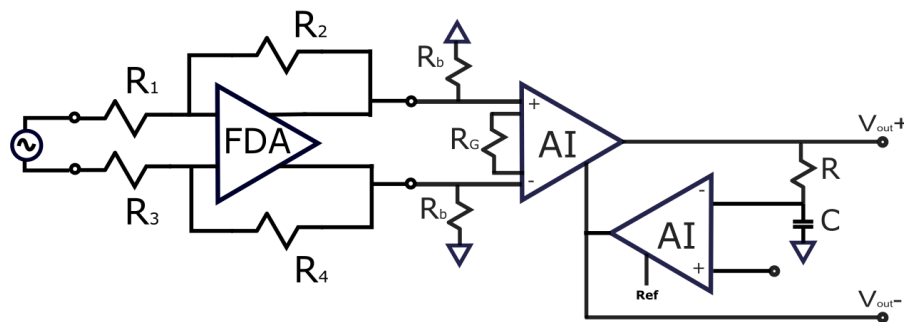 R2
Rb
R1
Vout+
+
FDA
RG
AI
R
-
-
R3
Rb
AI
C
+
R4
Ref
Vout-